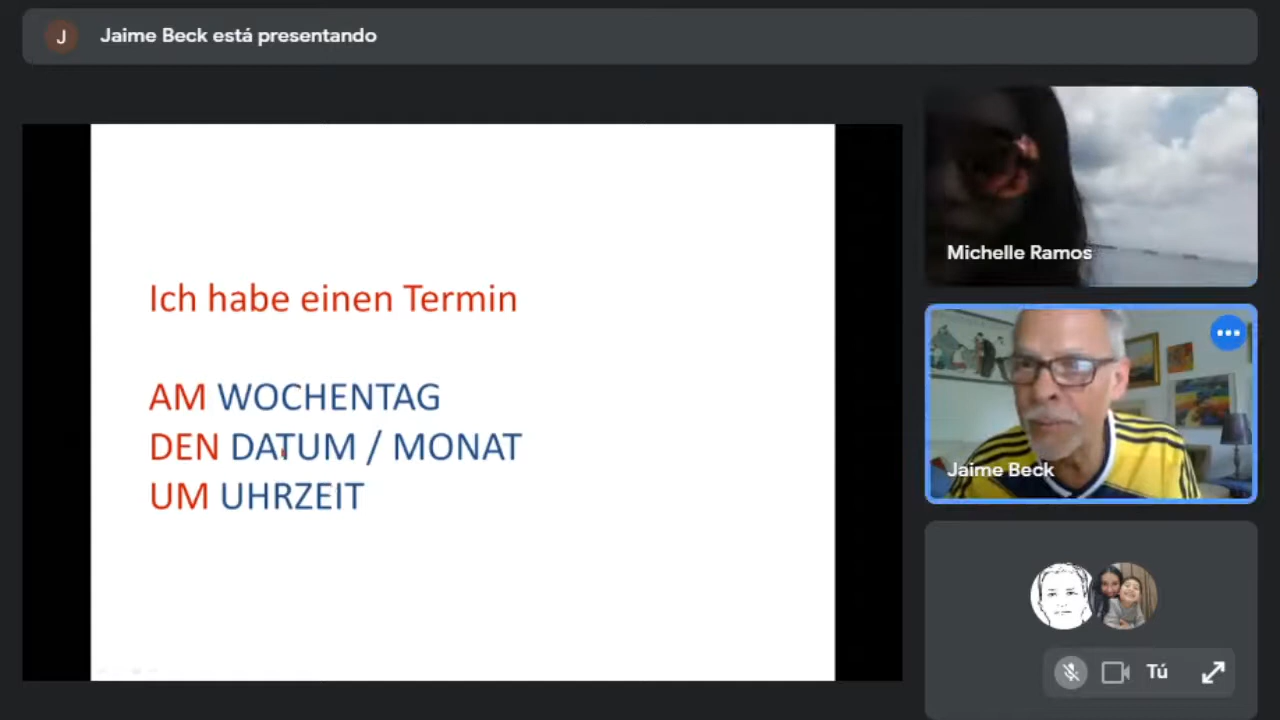 J
Jaime Beck está presentando
Ich habe einen Termin
AM WOCHENTAG
DEN DATUM / MONAT
UM UHRZEIT
Michelle Ramos
Jaime Beck
Tú